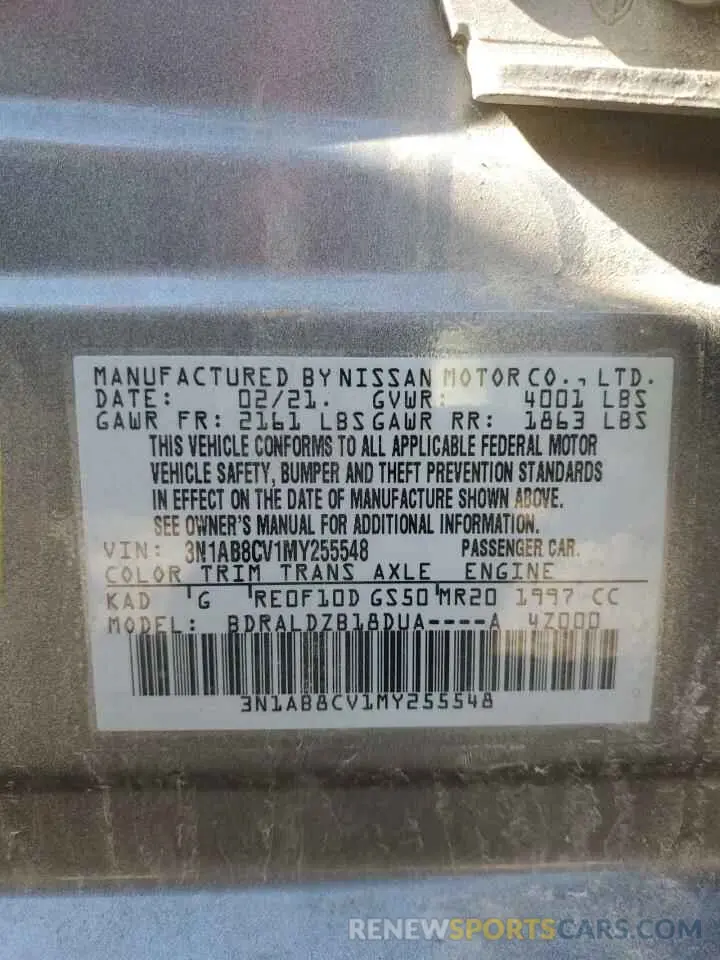 MANUFACTURED BY NISSAN MOTOR CO., LTD.
DATE: 02/21. GVWR: 4001 LBS
GAWR FR: 2161 LBS GAWR RR: 1863 LBS
THIS VEHICLE CONFORMS TO ALL APPLICABLE FEDERAL MOTOR
VEHICLE SAFETY, BUMPER AND THEFT PREVENTION STANDARDS
IN EFFECT ON THE DATE OF MANUFACTURE SHOWN ABOVE.
SEE OWNER'S MANUAL FOR ADDITIONAL INFORMATION.
VIN: 3N1AB8CV1MY255548 PASSENGER CAR.
COLOR TRIM TRANS AXLE ENGINE
KAD G RE0F10D GS50 MR20 1997 CC
MODEL: BDRALDZB18DUA----A 4Z000
3N1AB8CV1MY255548
RENEWSPORTSCARS.COM